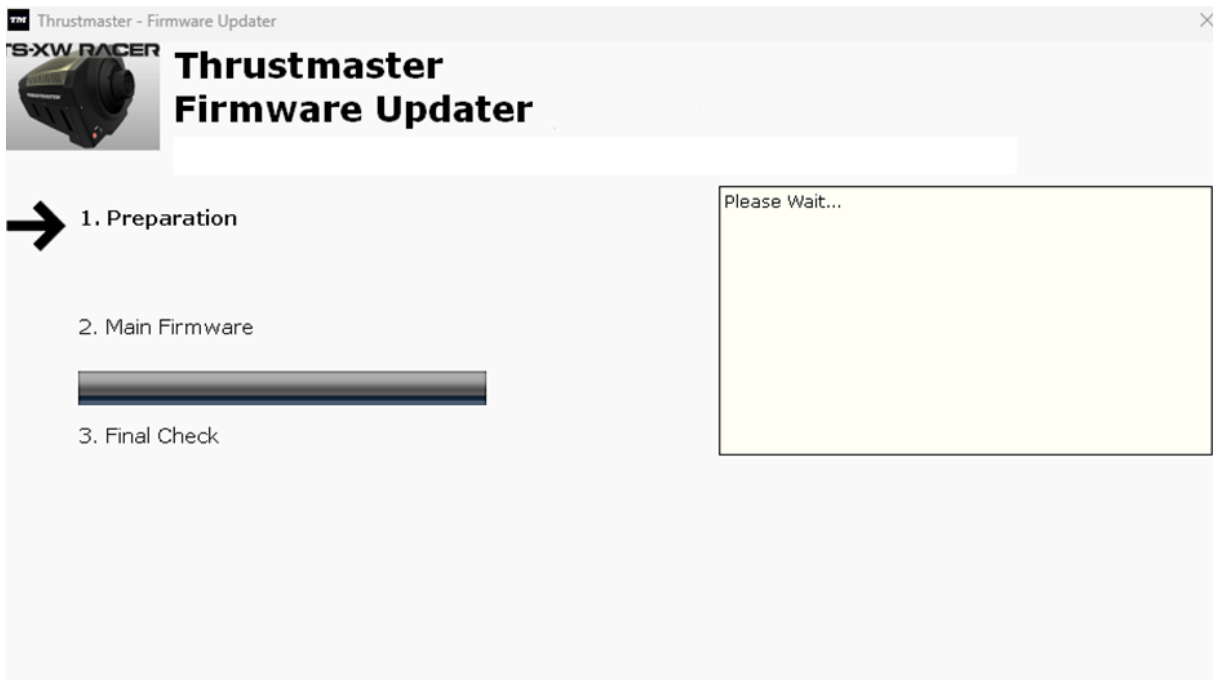 Thrustmaster - Firmware Updater
TS-XW RACER
Thrustmaster
Firmware Updater
1. Preparation
Please Wait...
2. Main Firmware
3. Final Check